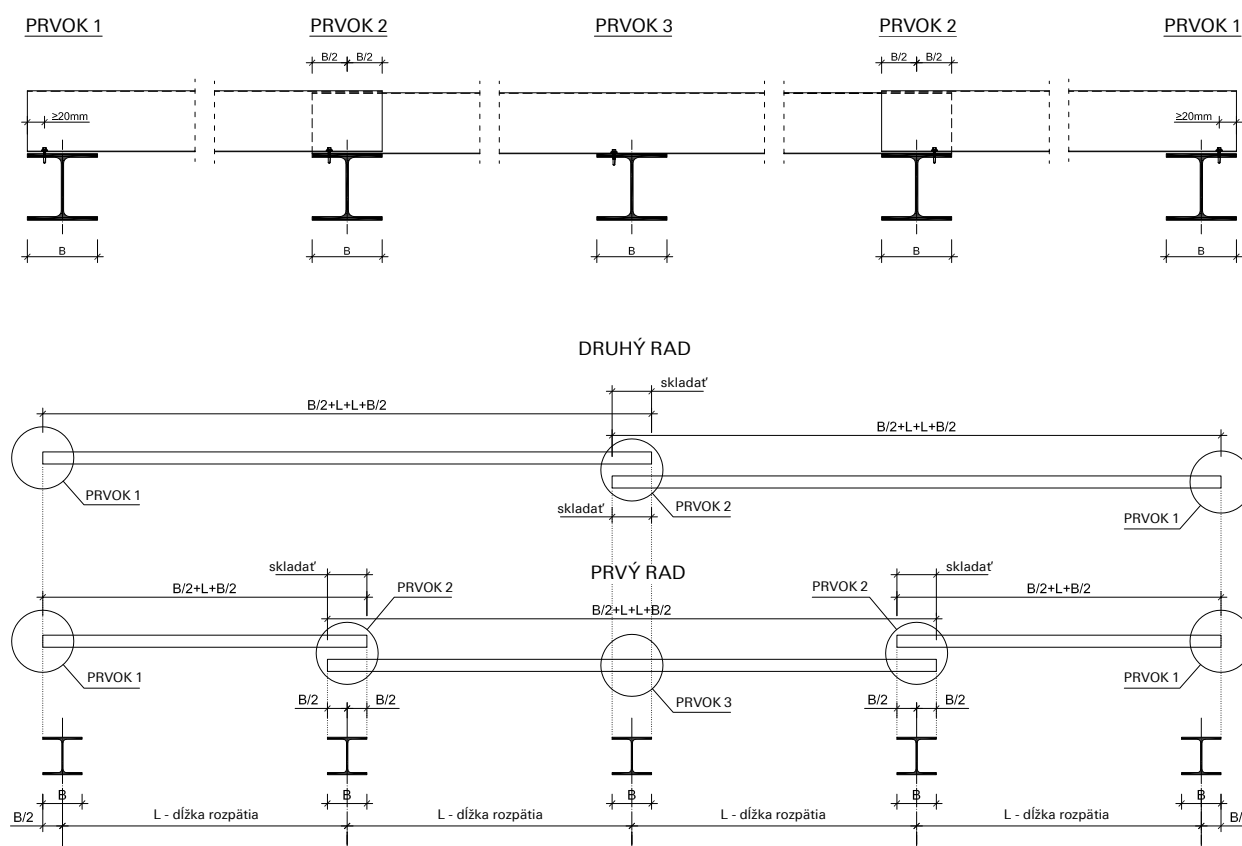 PRVOK 1 PRVOK 2 PRVOK 3 PRVOK 2 PRVOK 1
B/2 B/2 B/2 B/2
≥20mm ≥20mm
B B B B B
DRUHÝ RAD
skladať
B/2+L+L+B/2
B/2+L+L+B/2
PRVOK 1
PRVOK 2
skladať
PRVOK 1
skladať PRVÝ RAD skladať
B/2+L+B/2 PRVOK 2 PRVOK 2 B/2+L+B/2
B/2+L+L+B/2
PRVOK 1 PRVOK 1
B/2 B/2 PRVOK 3 B/2 B/2
B B B B B
B/2 L - dĺžka rozpätia L - dĺžka rozpätia L - dĺžka rozpätia L - dĺžka rozpätia B/